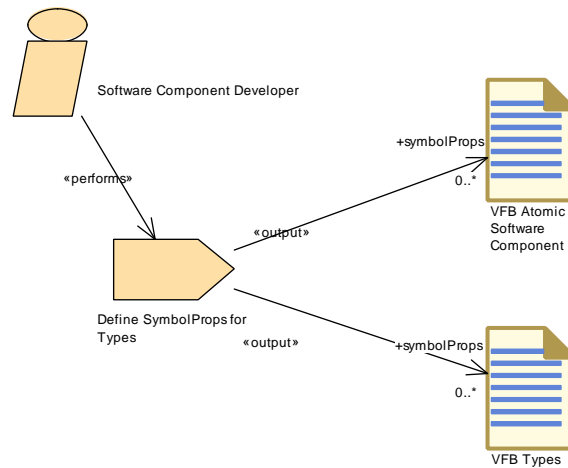 Software Component Developer
+symbolProps
«performs»
0..*
VFB Atomic
Software
Component
«output»
Define SymbolProps for
Types
«output»
+symbolProps
0..*
VFB Types